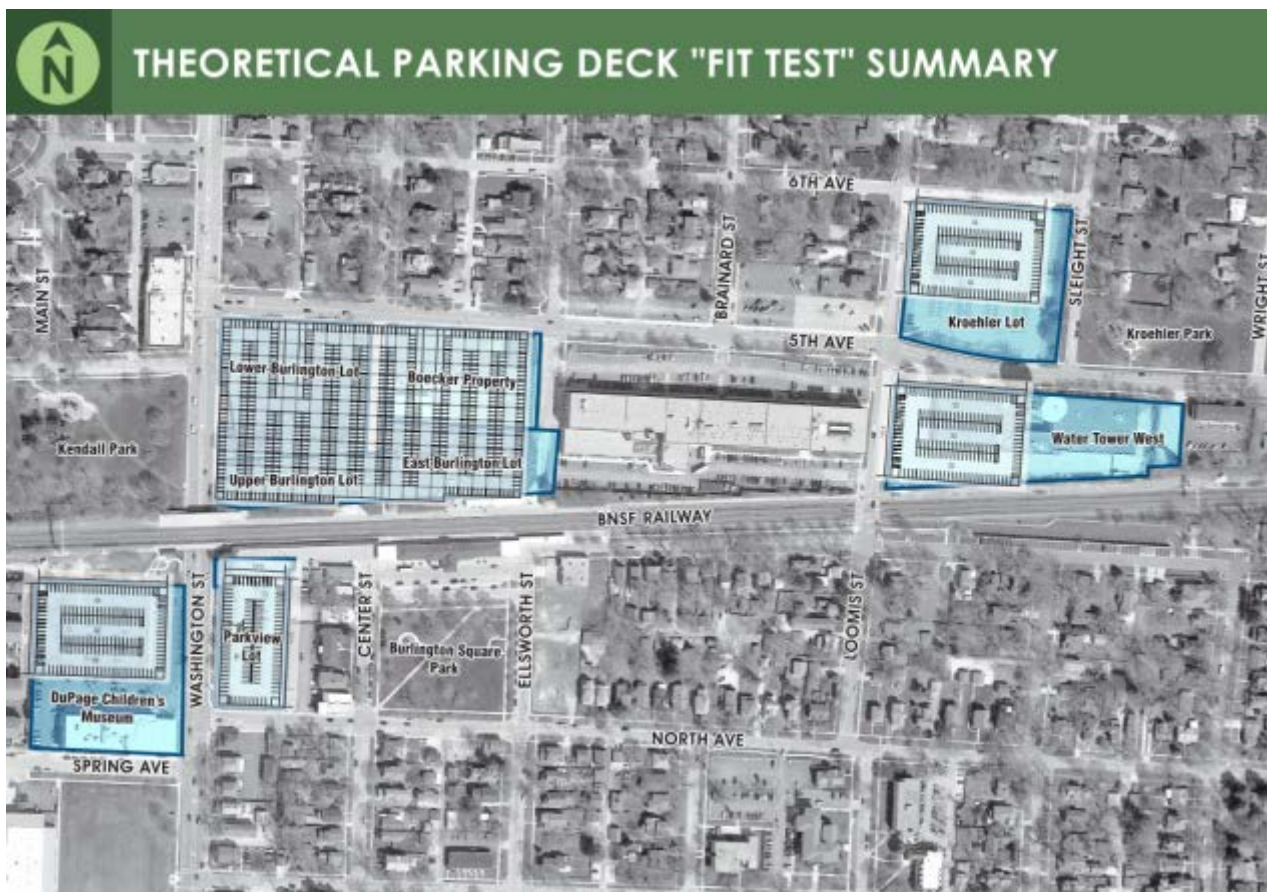 N
THEORETICAL PARKING DECK "FIT TEST" SUMMARY
6TH AVE
MAIN ST
BRAINARD ST
SLEIGHT ST
WRIGHT ST
Kroehler Lot
Kroehler Park
5TH AVE
Lower Burlington Lot
Boecker Property
Kendall Park
Water Tower West
East Burlington Lot
Upper Burlington Lot
BNSF RAILWAY
WASHINGTON ST
CENTER ST
ELLSWORTH ST
LOOMIS ST
Parkview
Lot
Burlington Square
Park
DuPage Children's
Museum
NORTH AVE
SPRING AVE